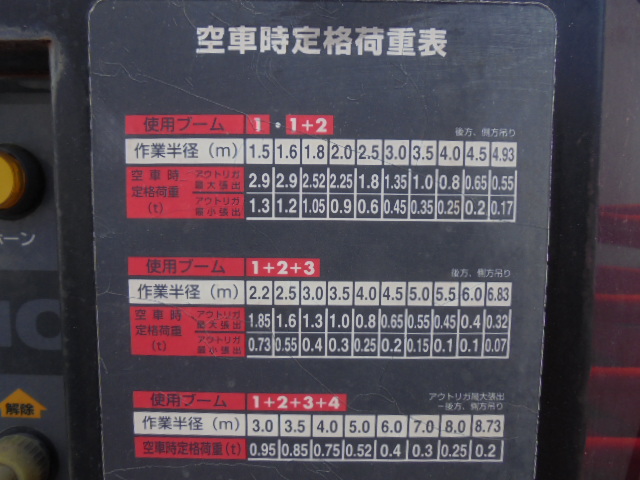 空車時定格荷重表
使用ブーム 1・1+2 後方、側方吊り
作業半径(m) 1.5 1.6 1.8 2.0 2.5 3.0 3.5 4.0 4.5 4.93
空車時定格荷重(t) アウトリガ最大張出 2.9 2.9 2.52 2.25 1.8 1.35 1.0 0.8 0.65 0.55
アウトリガ最小張出 1.3 1.2 1.05 0.9 0.6 0.45 0.35 0.25 0.2 0.17
使用ブーム 1+2+3 後方、側方吊り
作業半径(m) 2.2 2.5 3.0 3.5 4.0 4.5 5.0 5.5 6.0 6.83
空車時定格荷重(t) アウトリガ最大張出 1.85 1.6 1.3 1.0 0.8 0.65 0.55 0.45 0.4 0.32
アウトリガ最小張出 0.73 0.55 0.4 0.3 0.25 0.2 0.15 0.1 0.1 0.07
使用ブーム 1+2+3+4 アウトリガ最大張出
−後方、側方吊り
作業半径(m) 3.0 3.5 4.0 5.0 6.0 7.0 8.0 8.73
空車時定格荷重(t) 0.95 0.85 0.75 0.52 0.4 0.3 0.25 0.2
ホーン
解除